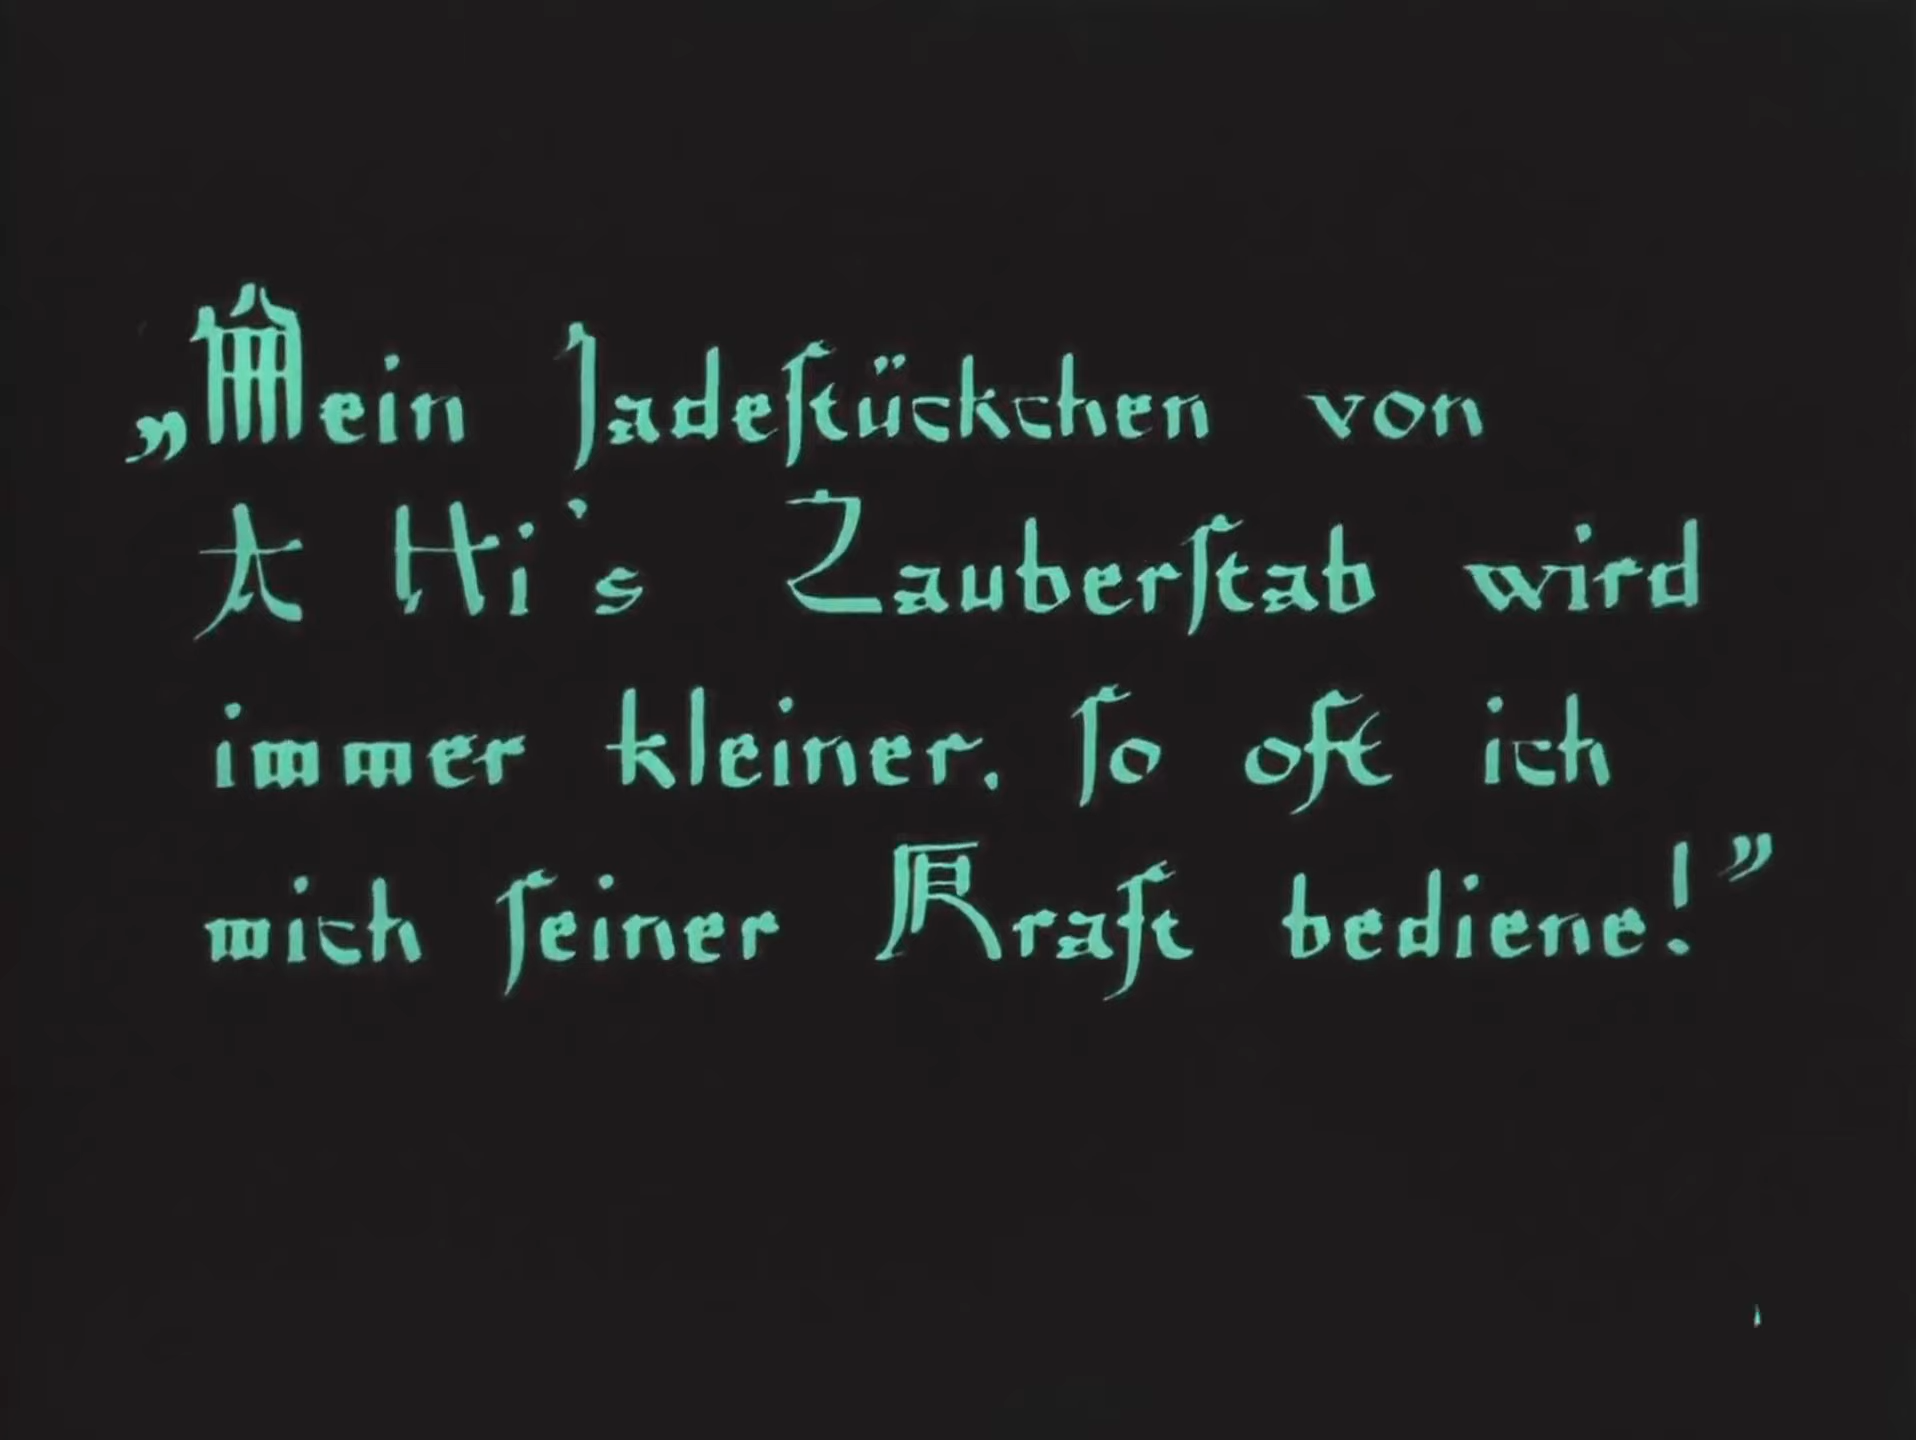 „Mein Jadeſtückchen von
A Hi's Zauberſtab wird
immer kleiner, ſo oft ich
mich ſeiner Kraft bediene!”